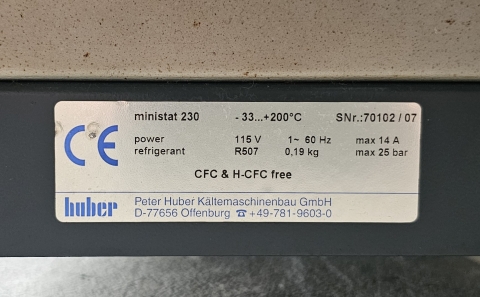 ministat 230 - 33...+200°C SNr.:70102 / 07
CE
power 115 V 1~ 60 Hz max 14 A
refrigerant R507 0,19 kg max 25 bar
CFC & H-CFC free
huber
Peter Huber Kältemaschinenbau GmbH
D-77656 Offenburg ☎+49-781-9603-0